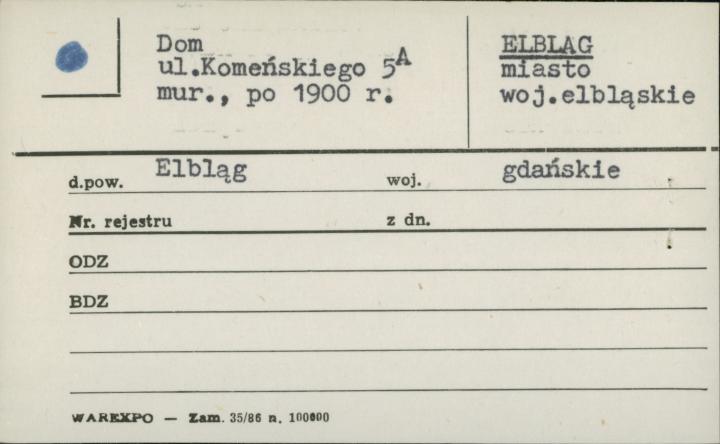 Dom
ul.Komeńskiego 5A
mur., po 1900 r.
ELBLĄG
miasto
woj.elbląskie
d.pow. Elbląg woj. gdańskie
Nr. rejestru z dn.
ODZ
BDZ
WAREXPO — Zam. 35/86 n. 100000